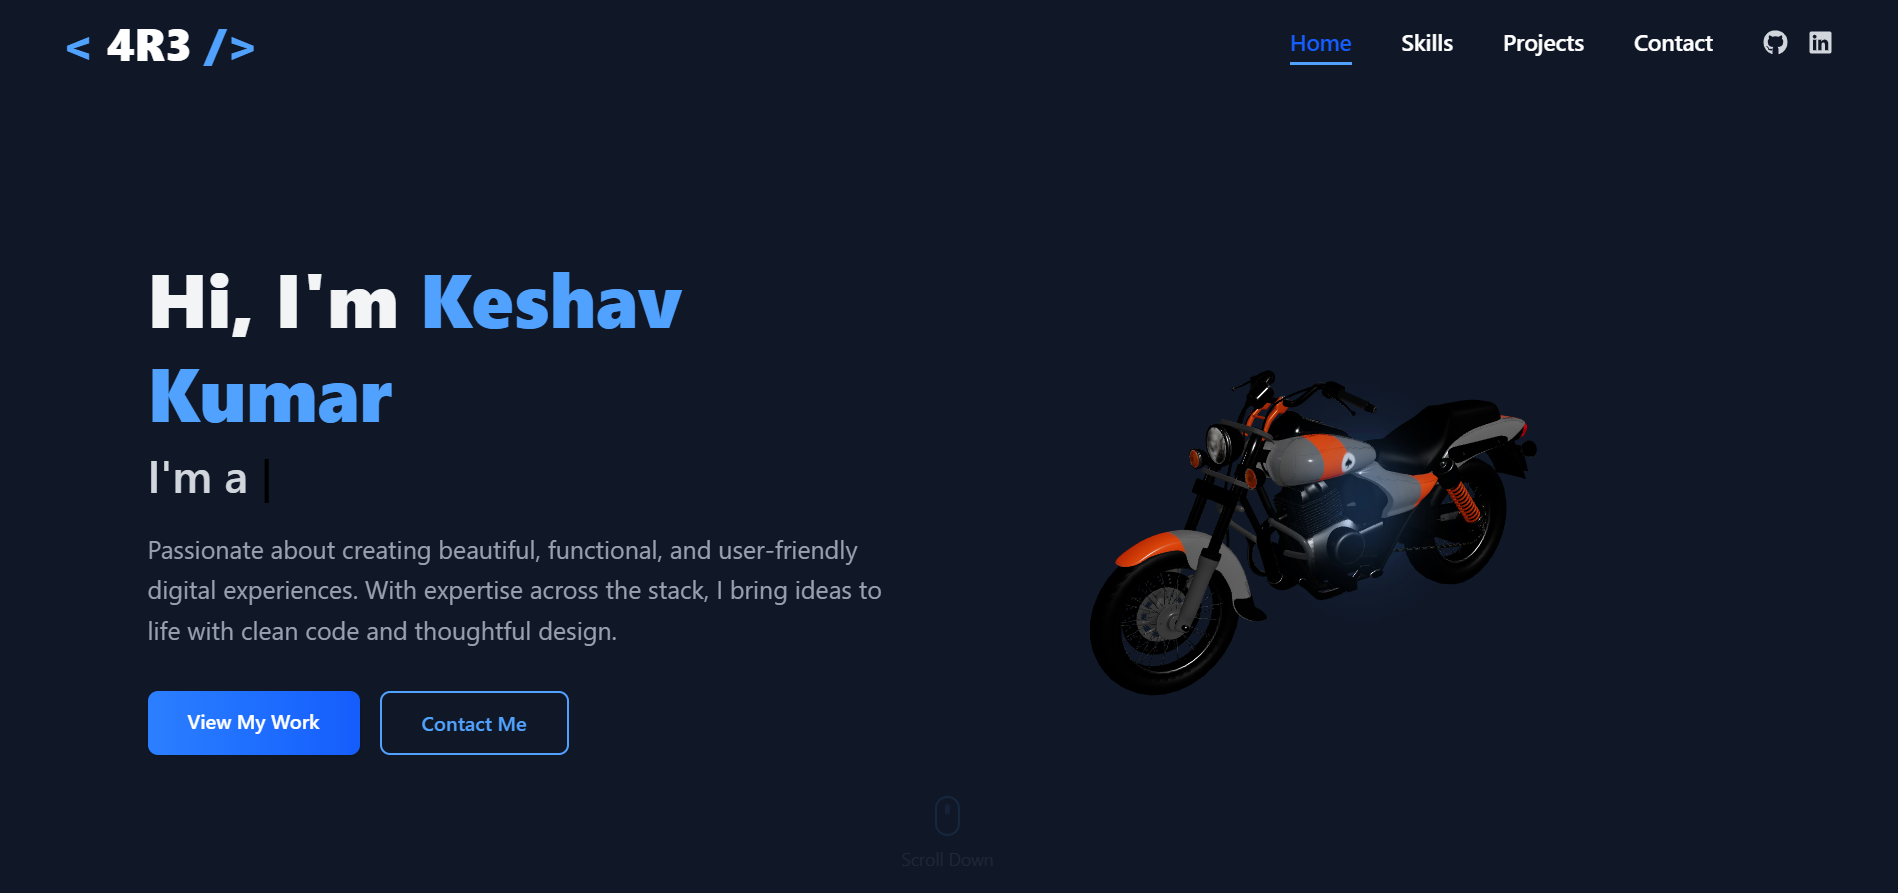 < 4R3 />
Home Skills Projects Contact
Hi, I'm Keshav
Kumar
I'm a |
Passionate about creating beautiful, functional, and user-friendly
digital experiences. With expertise across the stack, I bring ideas to
life with clean code and thoughtful design.
View My Work
Contact Me
Scroll Down